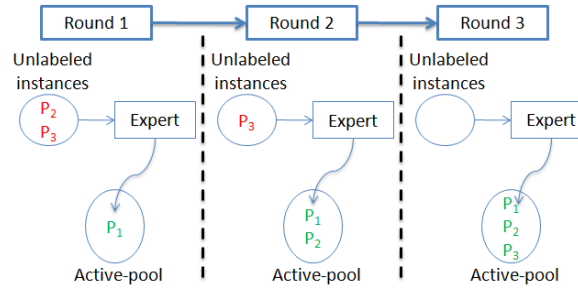 Round 1
Round 2
Round 3
Unlabeled
instances
P₂
P₃
Expert
P₁
Active-pool
Unlabeled
instances
P₃
Expert
P₁
P₂
Active-pool
Unlabeled
instances
Expert
P₁
P₂
P₃
Active-pool